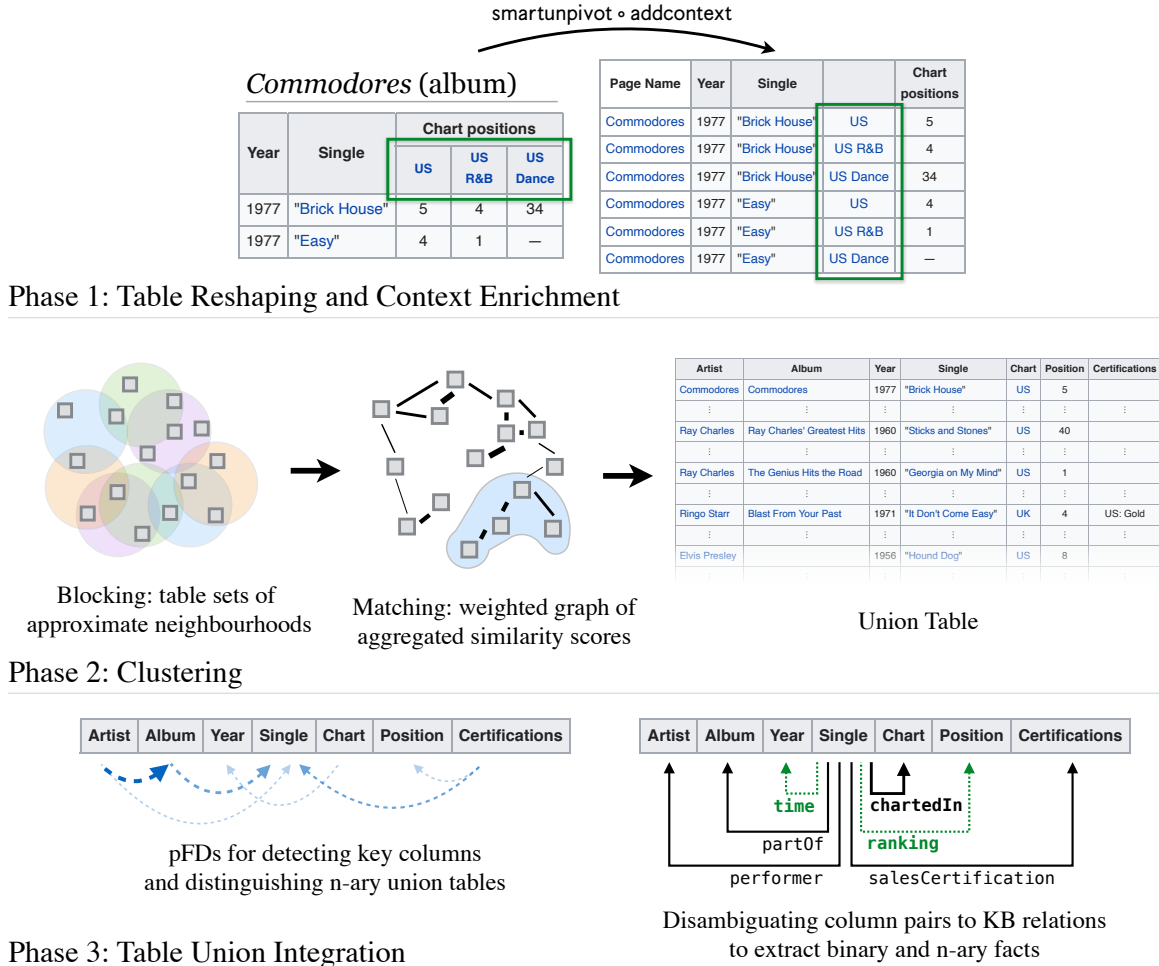 smartunpivot ∘ addcontext
Commodores (album)
Year Single Chart positions
US US R&B US Dance
1977 "Brick House" 5 4 34
1977 "Easy" 4 1 —
Page Name Year Single Chart positions
Commodores 1977 "Brick House" US 5
Commodores 1977 "Brick House" US R&B 4
Commodores 1977 "Brick House" US Dance 34
Commodores 1977 "Easy" US 4
Commodores 1977 "Easy" US R&B 1
Commodores 1977 "Easy" US Dance —
Phase 1: Table Reshaping and Context Enrichment
Blocking: table sets of
approximate neighbourhoods
Matching: weighted graph of
aggregated similarity scores
Artist Album Year Single Chart Position Certifications
Commodores Commodores 1977 "Brick House" US 5
⋮ ⋮ ⋮ ⋮ ⋮ ⋮
Ray Charles Ray Charles' Greatest Hits 1960 "Sticks and Stones" US 40
⋮ ⋮ ⋮ ⋮ ⋮
Ray Charles The Genius Hits the Road 1960 "Georgia on My Mind" US 1
⋮ ⋮ ⋮ ⋮ ⋮ ⋮
Ringo Starr Blast From Your Past 1971 "It Don't Come Easy" UK 4 US: Gold
⋮ ⋮ ⋮ ⋮ ⋮ ⋮
Elvis Presley 1956 "Hound Dog" US 8
Union Table
Phase 2: Clustering
Artist Album Year Single Chart Position Certifications
pFDs for detecting key columns
and distinguishing n-ary union tables
Artist Album Year Single Chart Position Certifications
time chartedIn
partOf ranking
performer salesCertification
Disambiguating column pairs to KB relations
to extract binary and n-ary facts
Phase 3: Table Union Integration